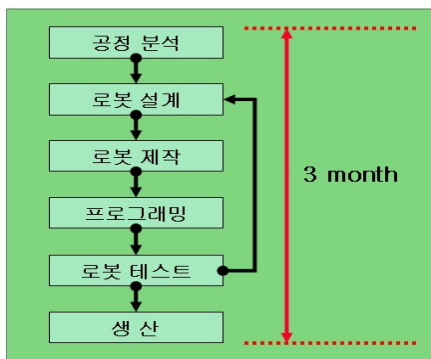 공정 분석
로봇 설계
로봇 제작
프로그래밍
로봇 테스트
생 산
3 month